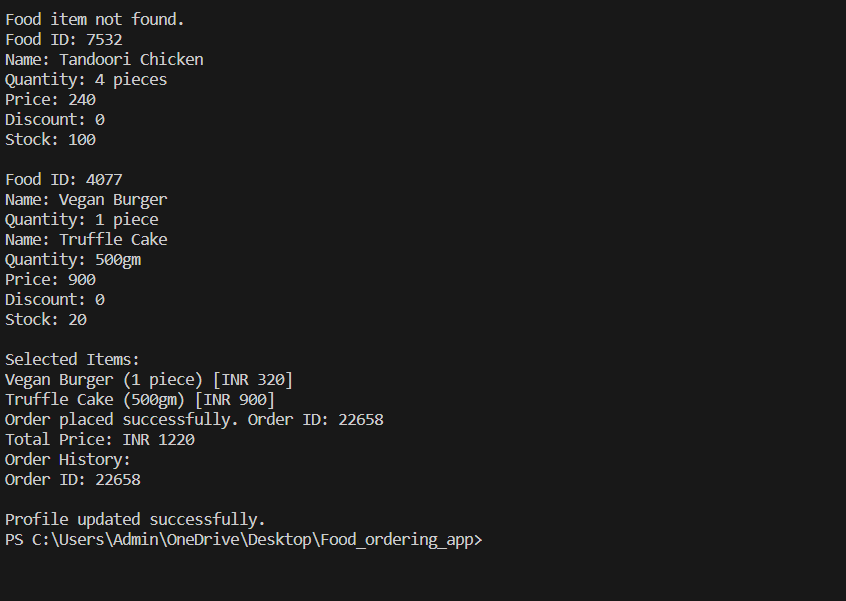 Food item not found.
Food ID: 7532
Name: Tandoori Chicken
Quantity: 4 pieces
Price: 240
Discount: 0
Stock: 100

Food ID: 4077
Name: Vegan Burger
Quantity: 1 piece
Name: Truffle Cake
Quantity: 500gm
Price: 900
Discount: 0
Stock: 20

Selected Items:
Vegan Burger (1 piece) [INR 320]
Truffle Cake (500gm) [INR 900]
Order placed successfully. Order ID: 22658
Total Price: INR 1220
Order History:
Order ID: 22658

Profile updated successfully.
PS C:\Users\Admin\OneDrive\Desktop\Food_ordering_app>